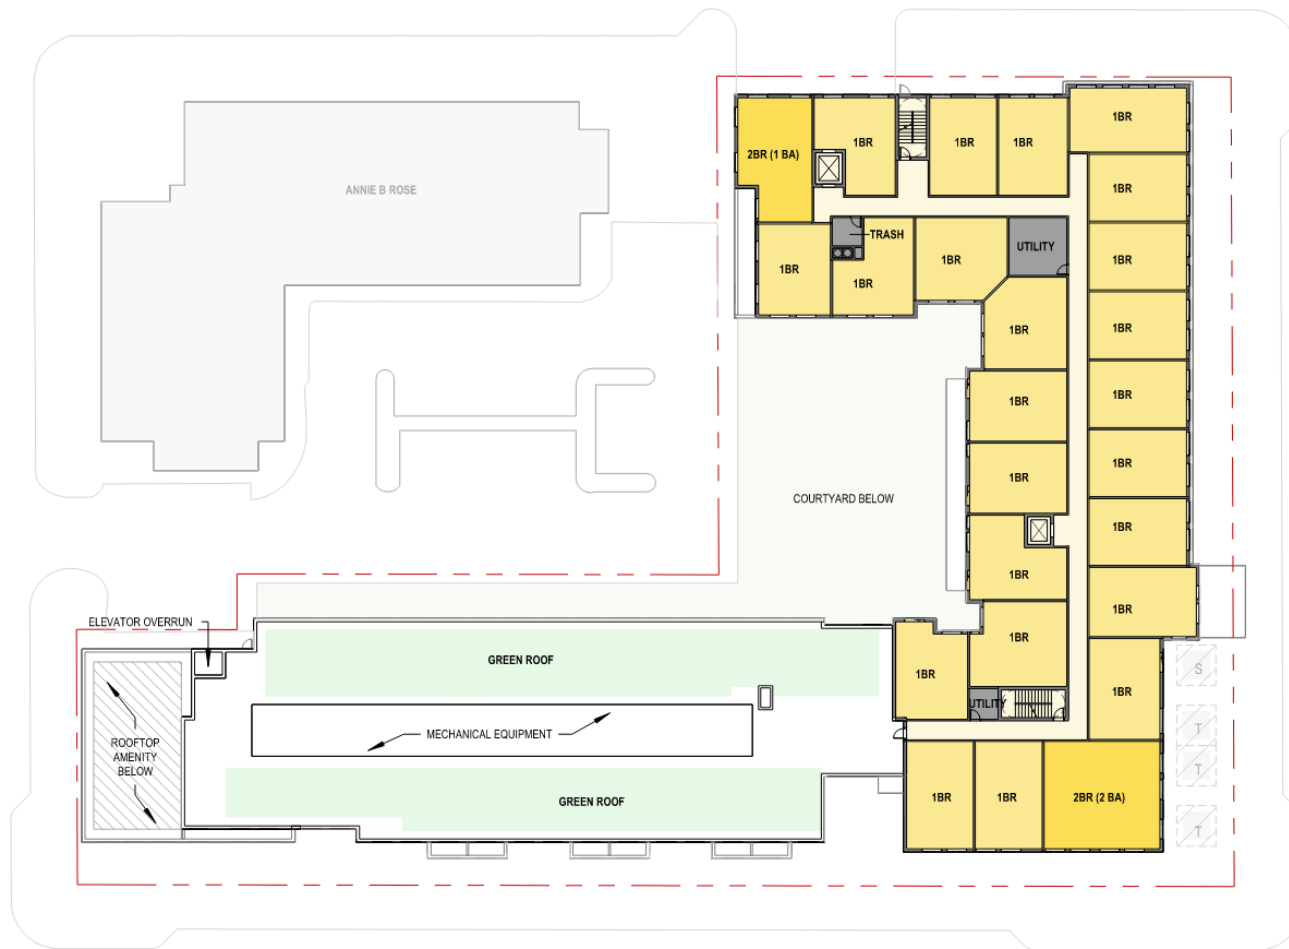 1BR
2BR (1 BA)
1BR
1BR
1BR
ANNIE B ROSE
1BR
TRASH
UTILITY
1BR
1BR
1BR
1BR
1BR
1BR
1BR
1BR
1BR
COURTYARD BELOW
1BR
1BR
1BR
1BR
1BR
ELEVATOR OVERRUN
1BR
GREEN ROOF
1BR
S
1BR
UTILITY
T
MECHANICAL EQUIPMENT
ROOFTOP
AMENITY
BELOW
T
1BR
1BR
2BR (2 BA)
GREEN ROOF
T